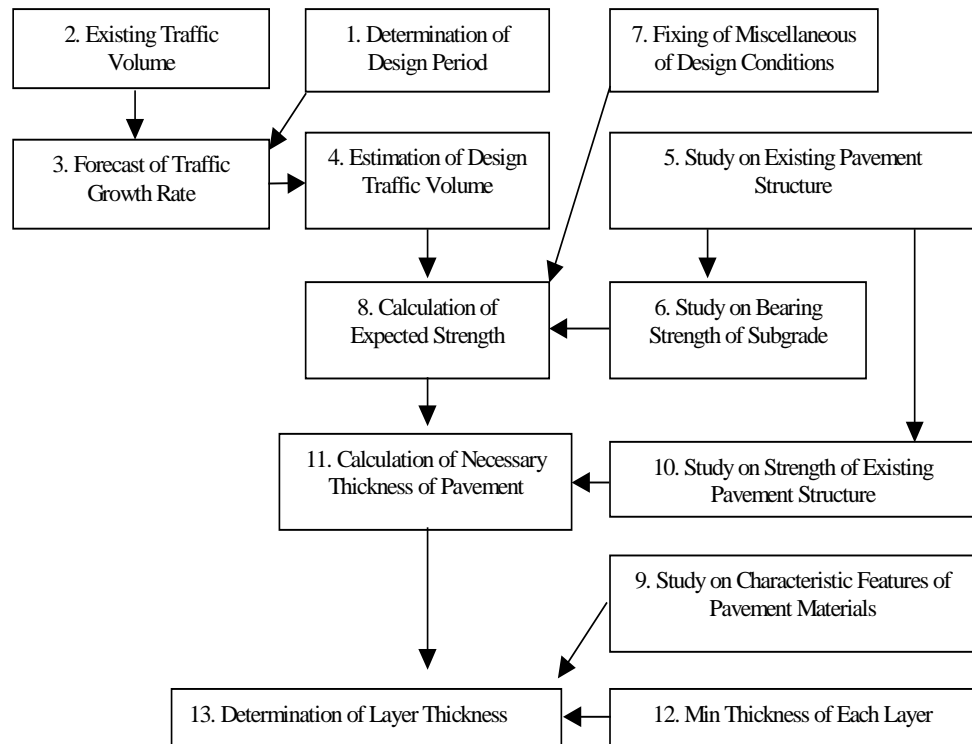 2. Existing Traffic
Volume
1. Determination of
Design Period
7. Fixing of Miscellaneous
of Design Conditions
3. Forecast of Traffic
Growth Rate
4. Estimation of Design
Traffic Volume
5. Study on Existing Pavement
Structure
8. Calculation of
Expected Strength
6. Study on Bearing
Strength of Subgrade
11. Calculation of Necessary
Thickness of Pavement
10. Study on Strength of Existing
Pavement Structure
9. Study on Characteristic Features of
Pavement Materials
13. Determination of Layer Thickness
12. Min Thickness of Each Layer